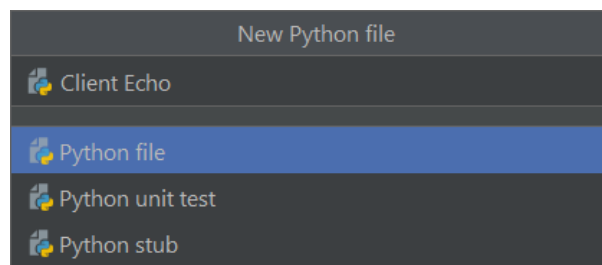 New Python file
Client Echo
Python file
Python unit test
Python stub